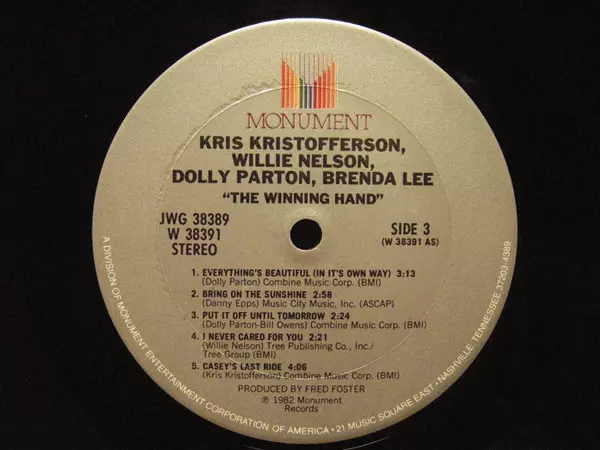 MONUMENT
KRIS KRISTOFFERSON,
WILLIE NELSON,
DOLLY PARTON, BRENDA LEE
"THE WINNING HAND"
JWG 38389
W 38391
STEREO
SIDE 3
(W 38391 AS)
1. EVERYTHING'S BEAUTIFUL (IN IT'S OWN WAY) 3:13
(Dolly Parton) Combine Music Corp. (BMI)
2. BRING ON THE SUNSHINE 2:58
(Danny Epps) Music City Music, Inc. (ASCAP)
3. PUT IT OFF UNTIL TOMORROW 2:24
(Dolly Parton-Bill Owens) Combine Music Corp. (BMI)
4. I NEVER CARED FOR YOU 2:21
(Willie Nelson) Tree Publishing Co., Inc./
Tree Group (BMI)
5. CASEY'S LAST RIDE 4:06
(Kris Kristofferson) Combine Music Corp. (BMI)
PRODUCED BY FRED FOSTER
℗ 1982 Monument
Records
A DIVISION OF MONUMENT ENTERTAINMENT CORPORATION OF AMERICA • 21 MUSIC SQUARE EAST - NASHVILLE, TENNESSEE 37203-4389